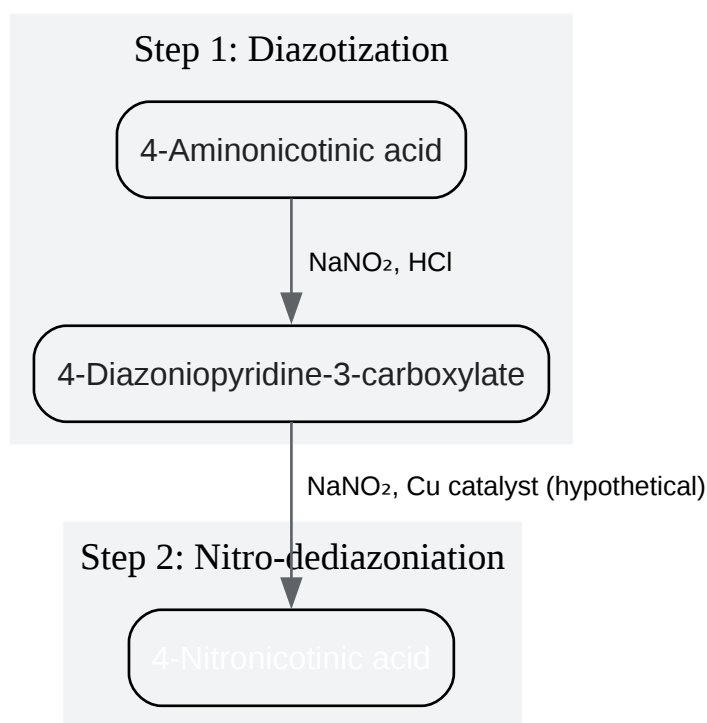 Step 1: Diazotization
4-Aminonicotinic acid
NaNO₂, HCl
4-Diazoniopyridine-3-carboxylate
NaNO₂, Cu catalyst (hypothetical)
Step 2: Nitro-dediazoniation
4-Nitronicotinic acid